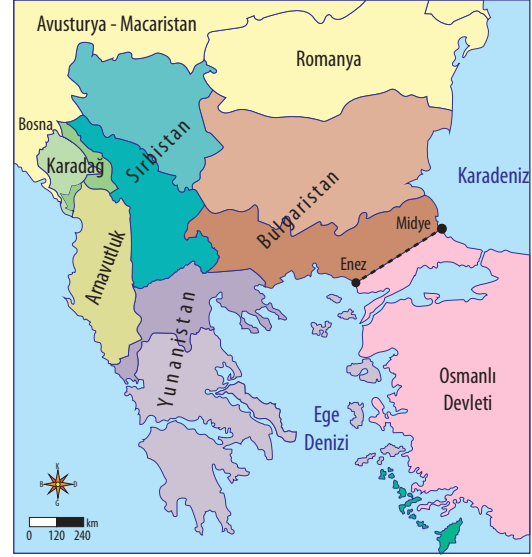 Avusturya - Macaristan
Romanya
Bosna
Karadağ
Sırbistan
Karadeniz
Bulgaristan
Midye
Arnavutluk
Enez
Yunanistan
Osmanlı
Devleti
Ege
Denizi
K
B D
G
km
0 120 240